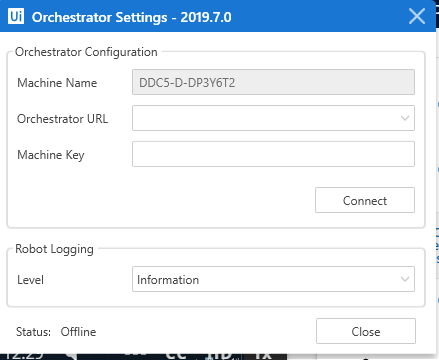 Ui Orchestrator Settings - 2019.7.0
Orchestrator Configuration
Machine Name DDC5-D-DP3Y6T2
Orchestrator URL
Machine Key
Connect
Robot Logging
Level Information
Status: Offline
Close